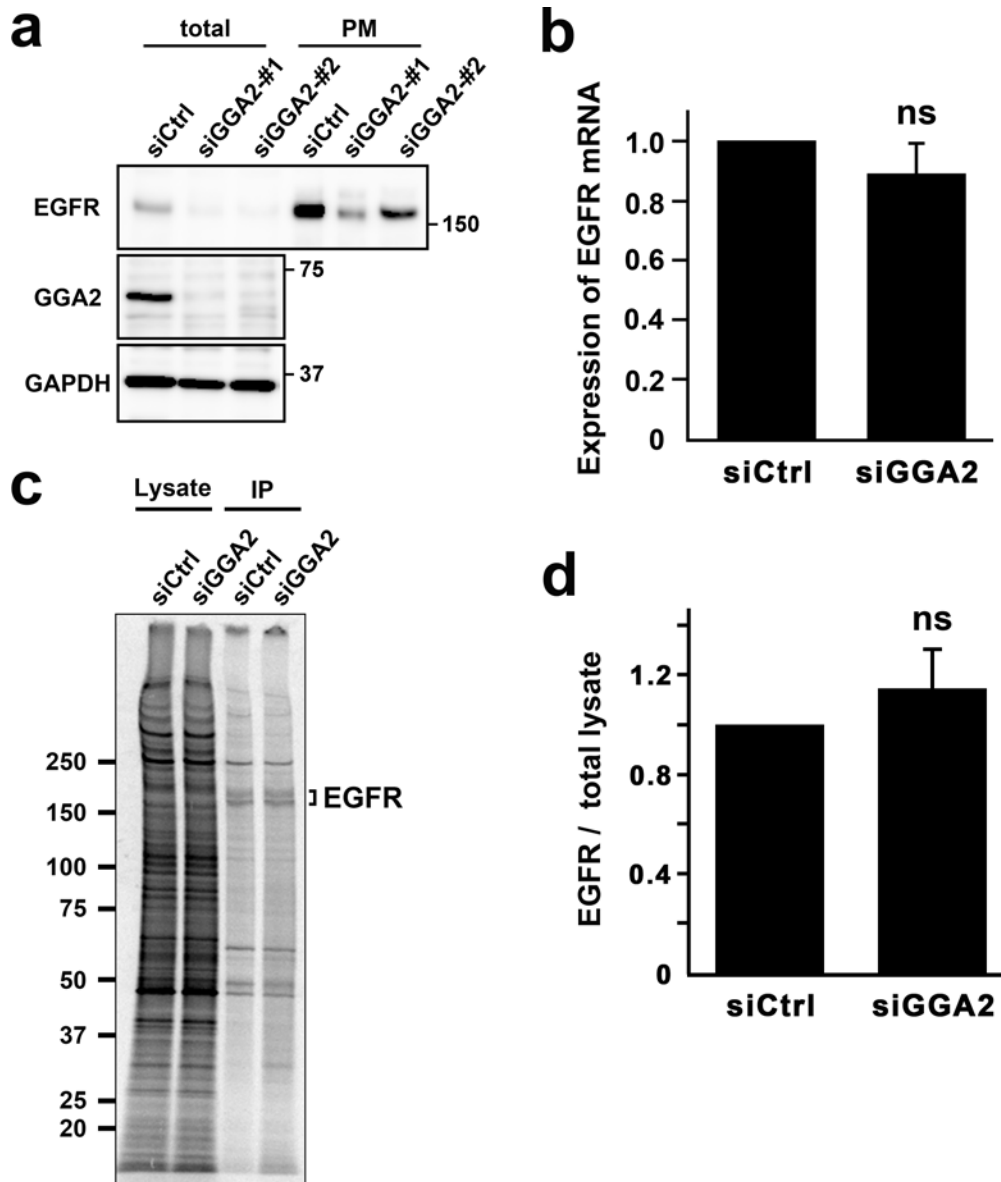 a
total PM
siCtrl siGGA2-#1 siGGA2-#2 siCtrl siGGA2-#1 siGGA2-#2
EGFR
150
75
GGA2
37
GAPDH
b
Expression of EGFR mRNA
ns
1.0
0.8
0.6
0.4
0.2
0
siCtrl siGGA2
c
Lysate IP
siCtrl siGGA2 siCtrl siGGA2
250
EGFR
150
100
75
50
37
25
20
d
EGFR / total lysate
ns
1.2
0.8
0.4
0
siCtrl siGGA2